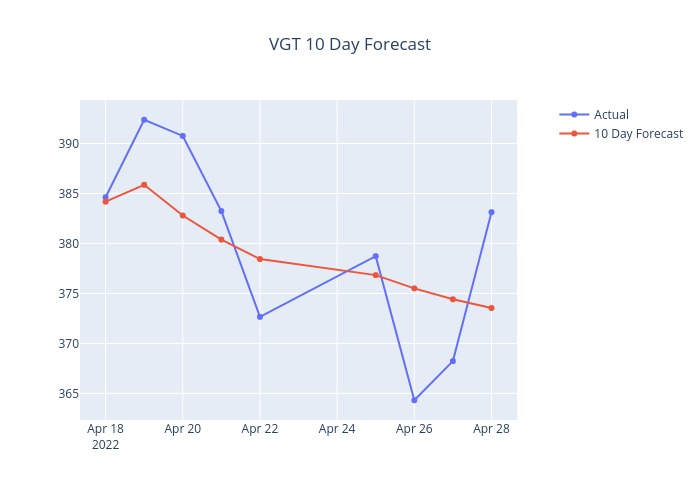 VGT 10 Day Forecast
Actual
10 Day Forecast
390
385
380
375
370
365
Apr 18
2022
Apr 20
Apr 22
Apr 24
Apr 26
Apr 28